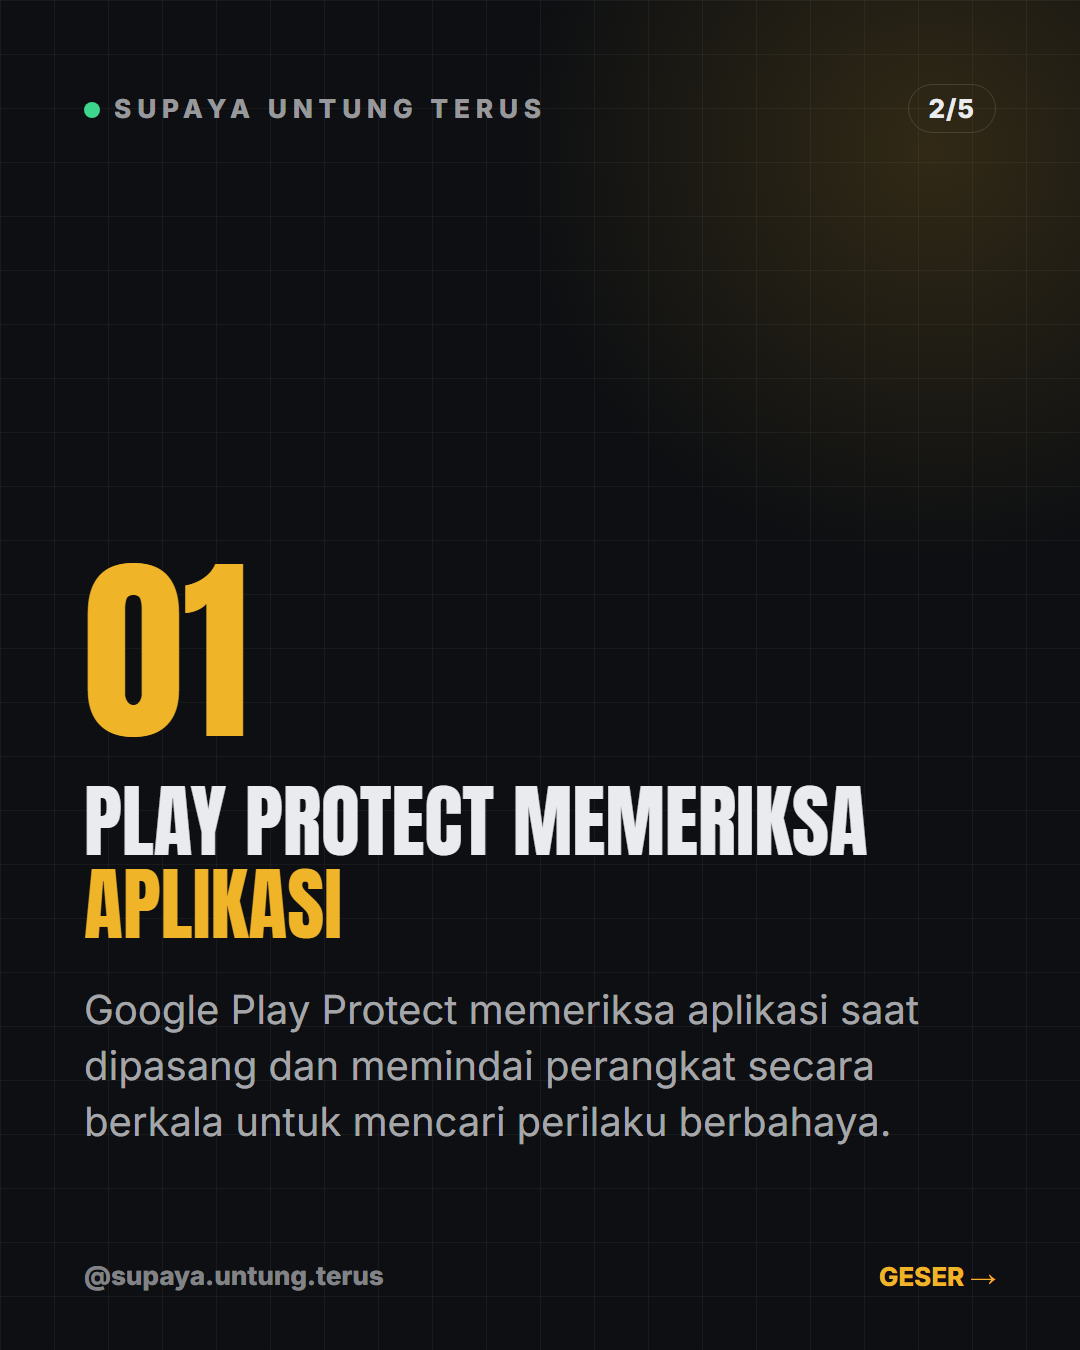 SUPAYA UNTUNG TERUS
2/5
01
PLAY PROTECT MEMERIKSA
APLIKASI
Google Play Protect memeriksa aplikasi saat
dipasang dan memindai perangkat secara
berkala untuk mencari perilaku berbahaya.
@supaya.untung.terus
GESER →